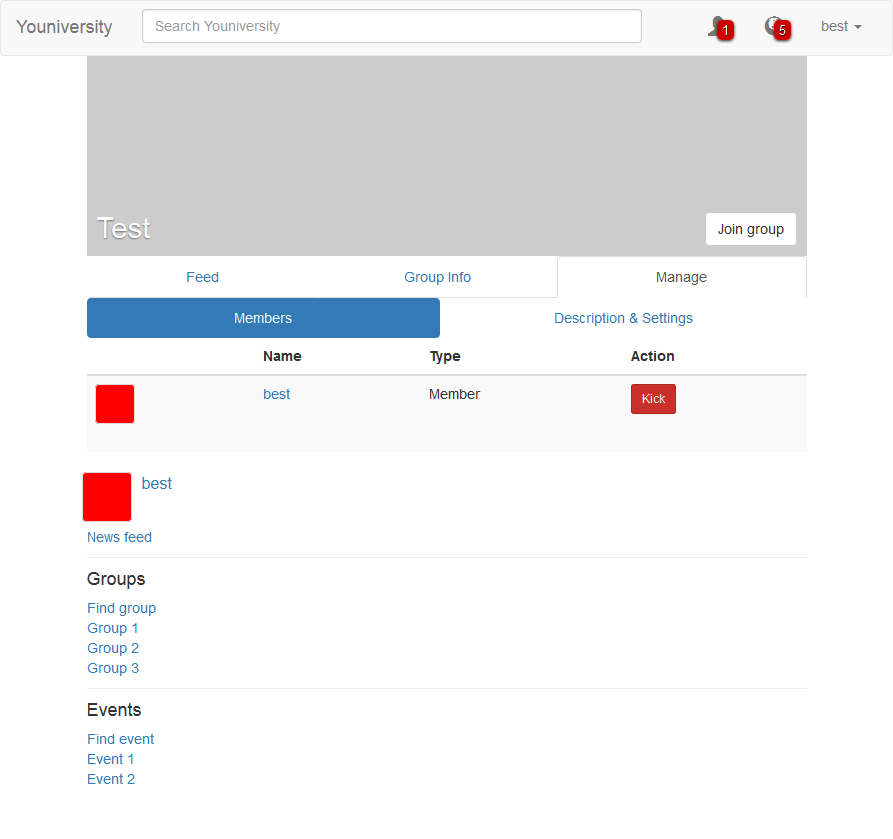 Youniversity Search Youniversity 1 5 best
Test Join group
Feed Group Info Manage
Members Description & Settings
Name Type Action
best Member Kick
best
News feed
Groups
Find group
Group 1
Group 2
Group 3
Events
Find event
Event 1
Event 2